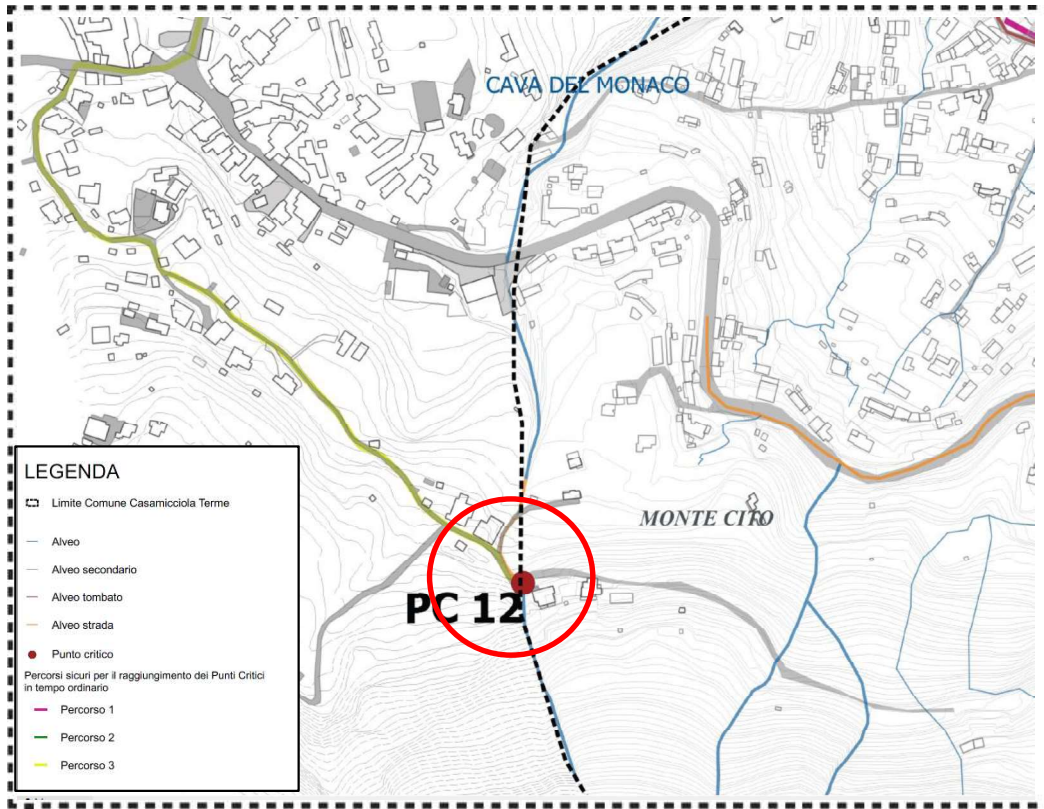 CAVA DEL MONACO
MONTE CITO
PC 12
LEGENDA
Limite Comune Casamicciola Terme
Alveo
Alveo secondario
Alveo tombato
Alveo strada
Punto critico
Percorsi sicuri per il raggiungimento dei Punti Critici
in tempo ordinario
Percorso 1
Percorso 2
Percorso 3